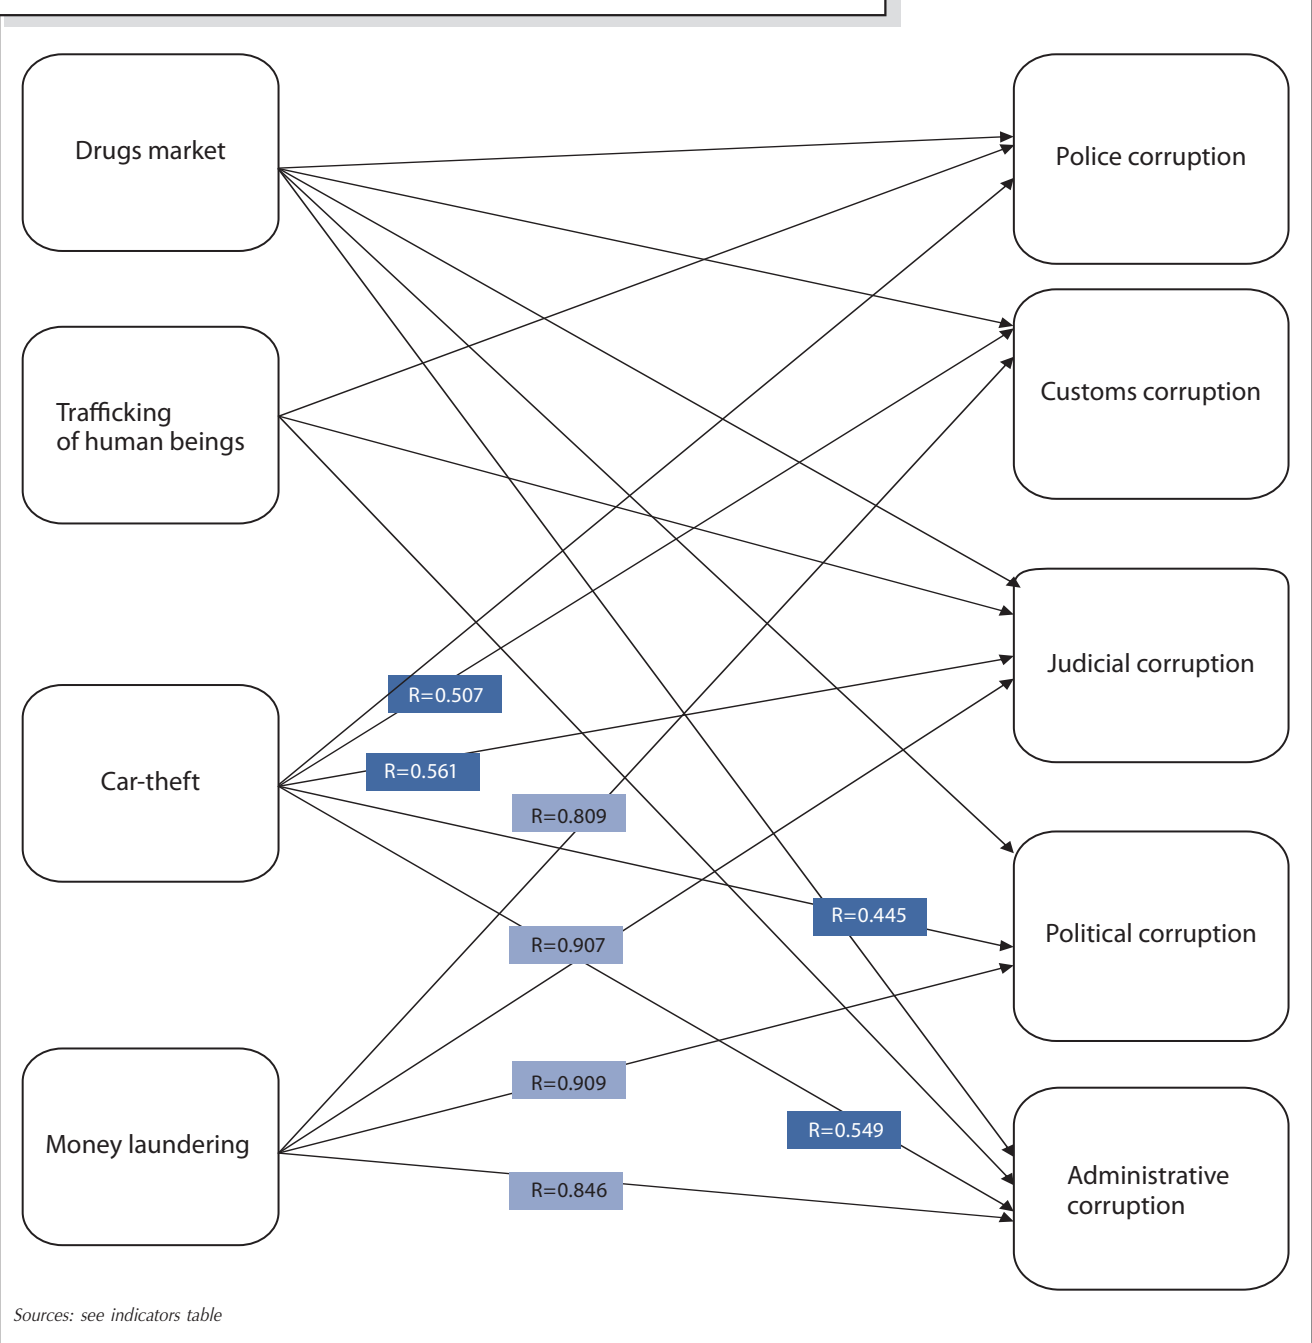 Drugs market
Police corruption
Customs corruption
Trafficking
of human beings
Judicial corruption
R=0.507
R=0.561
Car-theft
R=0.809
R=0.445
Political corruption
R=0.907
R=0.909
R=0.549
Money laundering
R=0.846
Administrative
corruption
Sources: see indicators table